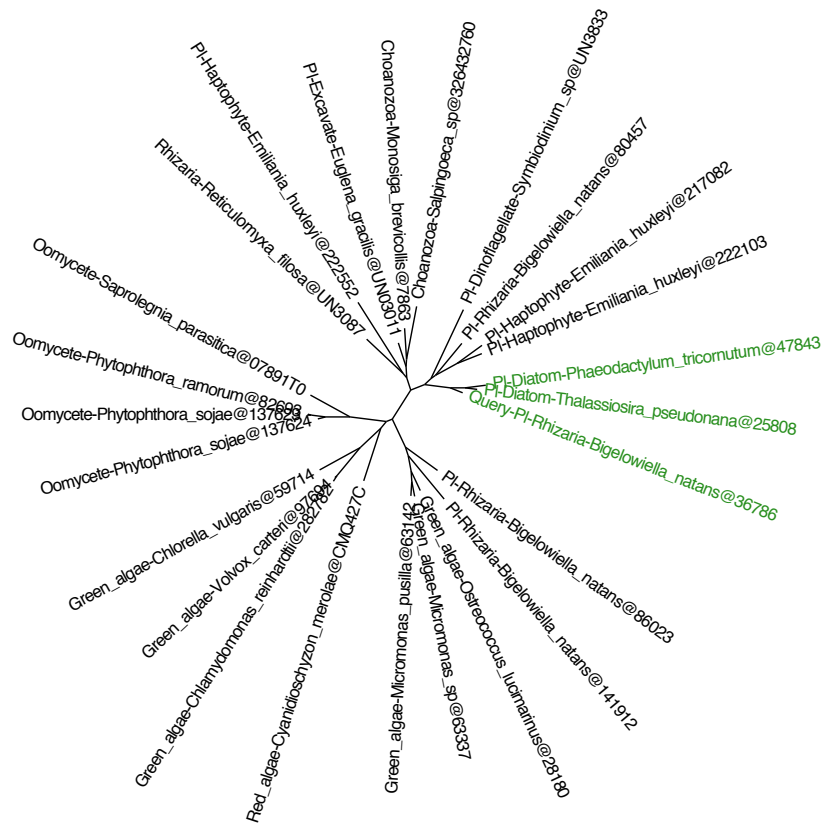 Pl-Haptophyte-Emiliania_huxleyi@222552
Pl-Excavate-Euglena_gracilis@UN03011
Choanozoa-Monosiga_brevicollis@7863
Choanozoa-Salpingoeca_sp@326432760
Pl-Dinoflagellate-Symbiodinium_sp@UN3833
Pl-Rhizaria-Bigelowiella_natans@80457
Pl-Haptophyte-Emiliania_huxleyi@217082
Pl-Haptophyte-Emiliania_huxleyi@222103
Pl-Diatom-Phaeodactylum_tricornutum@47843
Pl-Diatom-Thalassiosira_pseudonana@25808
Query-Pl-Rhizaria-Bigelowiella_natans@36786
Pl-Rhizaria-Bigelowiella_natans@86023
Pl-Rhizaria-Bigelowiella_natans@141912
Green_algae-Ostreococcus_lucimarinus@28180
Green_algae-Micromonas_sp@63337
Green_algae-Micromonas_pusilla@63142
Red_algae-Cyanidioschyzon_merolae@CMQ427C
Green_algae-Chlamydomonas_reinhardtii@282782
Green_algae-Volvox_carteri@97694
Green_algae-Chlorella_vulgaris@59714
Oomycete-Phytophthora_sojae@137624
Oomycete-Phytophthora_sojae@137623
Oomycete-Phytophthora_ramorum@82693
Oomycete-Saprolegnia_parasitica@07891T0
Rhizaria-Reticulomyxa_filosa@UN3087